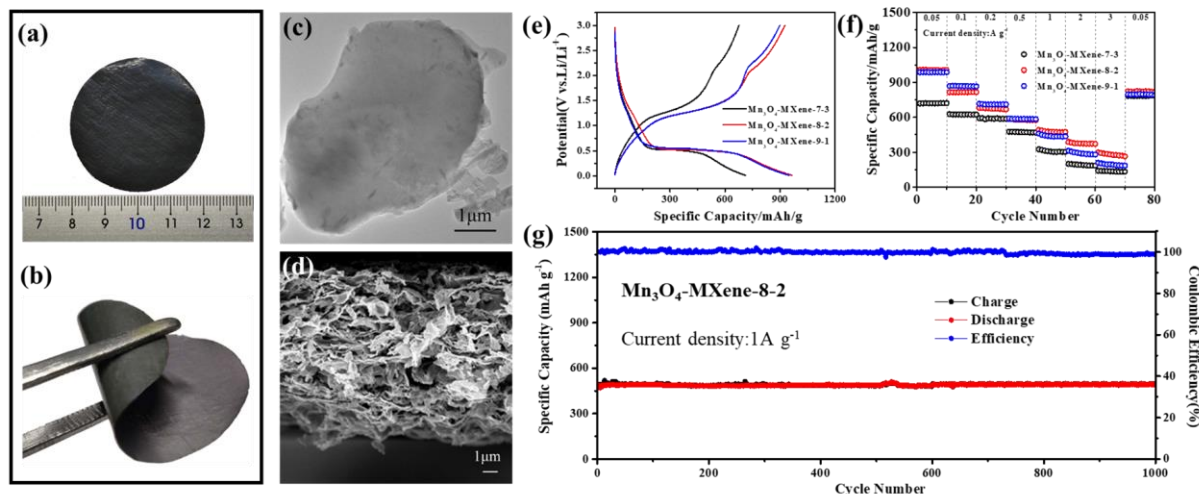 (a)
7 8 9 10 11 12 13
(b)
(c)
1μm
(d)
1μm
(e)
Potential(V vs.Li/Li⁺)
3.0
2.5
2.0
1.5
1.0
0.5
0.0
Mn₃O₄-MXene-7-3
Mn₃O₄-MXene-8-2
Mn₃O₄-MXene-9-1
0 300 600 900 1200
Specific Capacity/mAh/g
(f)
Specific Capacity/mAh/g
1500
1200
900
600
300
0
0.05 0.1 0.2 0.5 1 2 3 0.05
Current density:A g⁻¹
Mn₃O₄-MXene-7-3
Mn₃O₄-MXene-8-2
Mn₃O₄-MXene-9-1
0 20 40 60 80
Cycle Number
(g)
Specific Capacity (mAh g⁻¹)
1500
1350
1200
900
600
300
0
Mn₃O₄-MXene-8-2
Current density:1A g⁻¹
Charge
Discharge
Efficiency
0 200 400 600 800 1000
Cycle Number
100
80
60
40
20
0
Coulombic Efficiency(%)